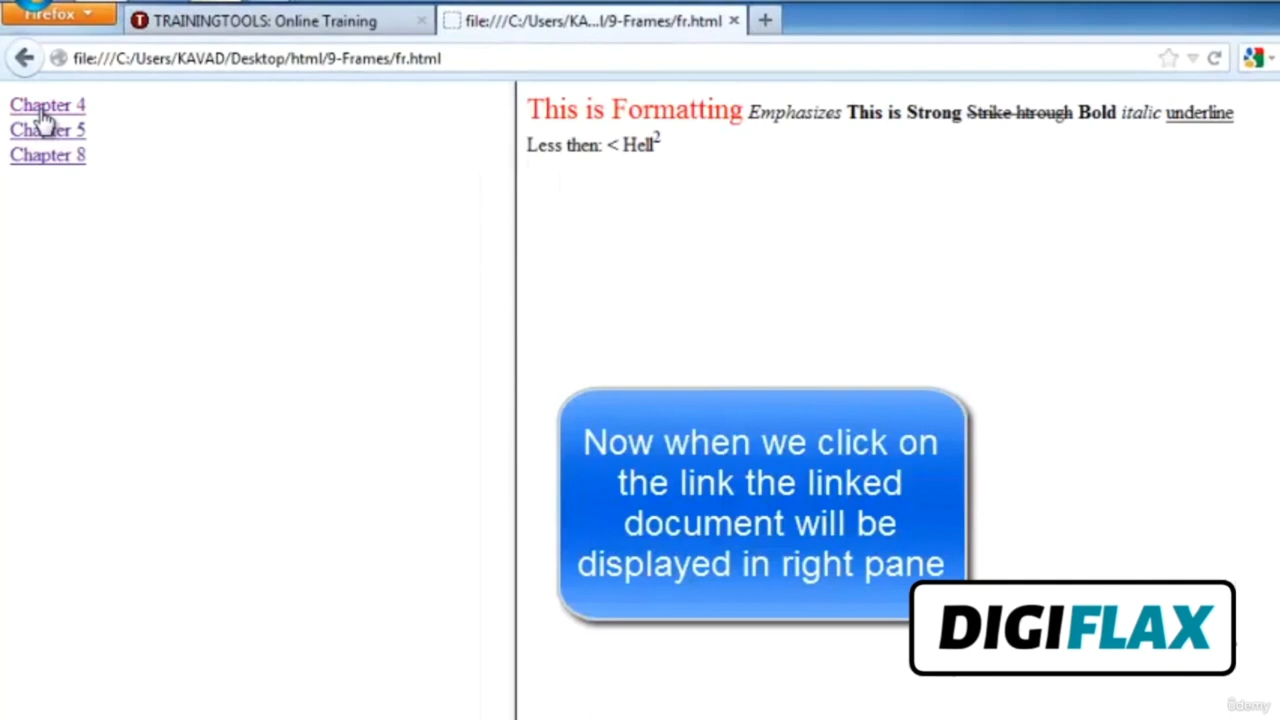 Firefox
TRAININGTOOLS: Online Training
file:///C:/Users/KA...l/9-Frames/fr.html
file:///C:/Users/KAVAD/Desktop/html/9-Frames/fr.html
Chapter 4
Chapter 5
Chapter 8
This is Formatting Emphasizes This is Strong Strike htrough Bold italic underline
Less then: < Hell²
Now when we click on
the link the linked
document will be
displayed in right pane
DIGIFLAX
ûdemy